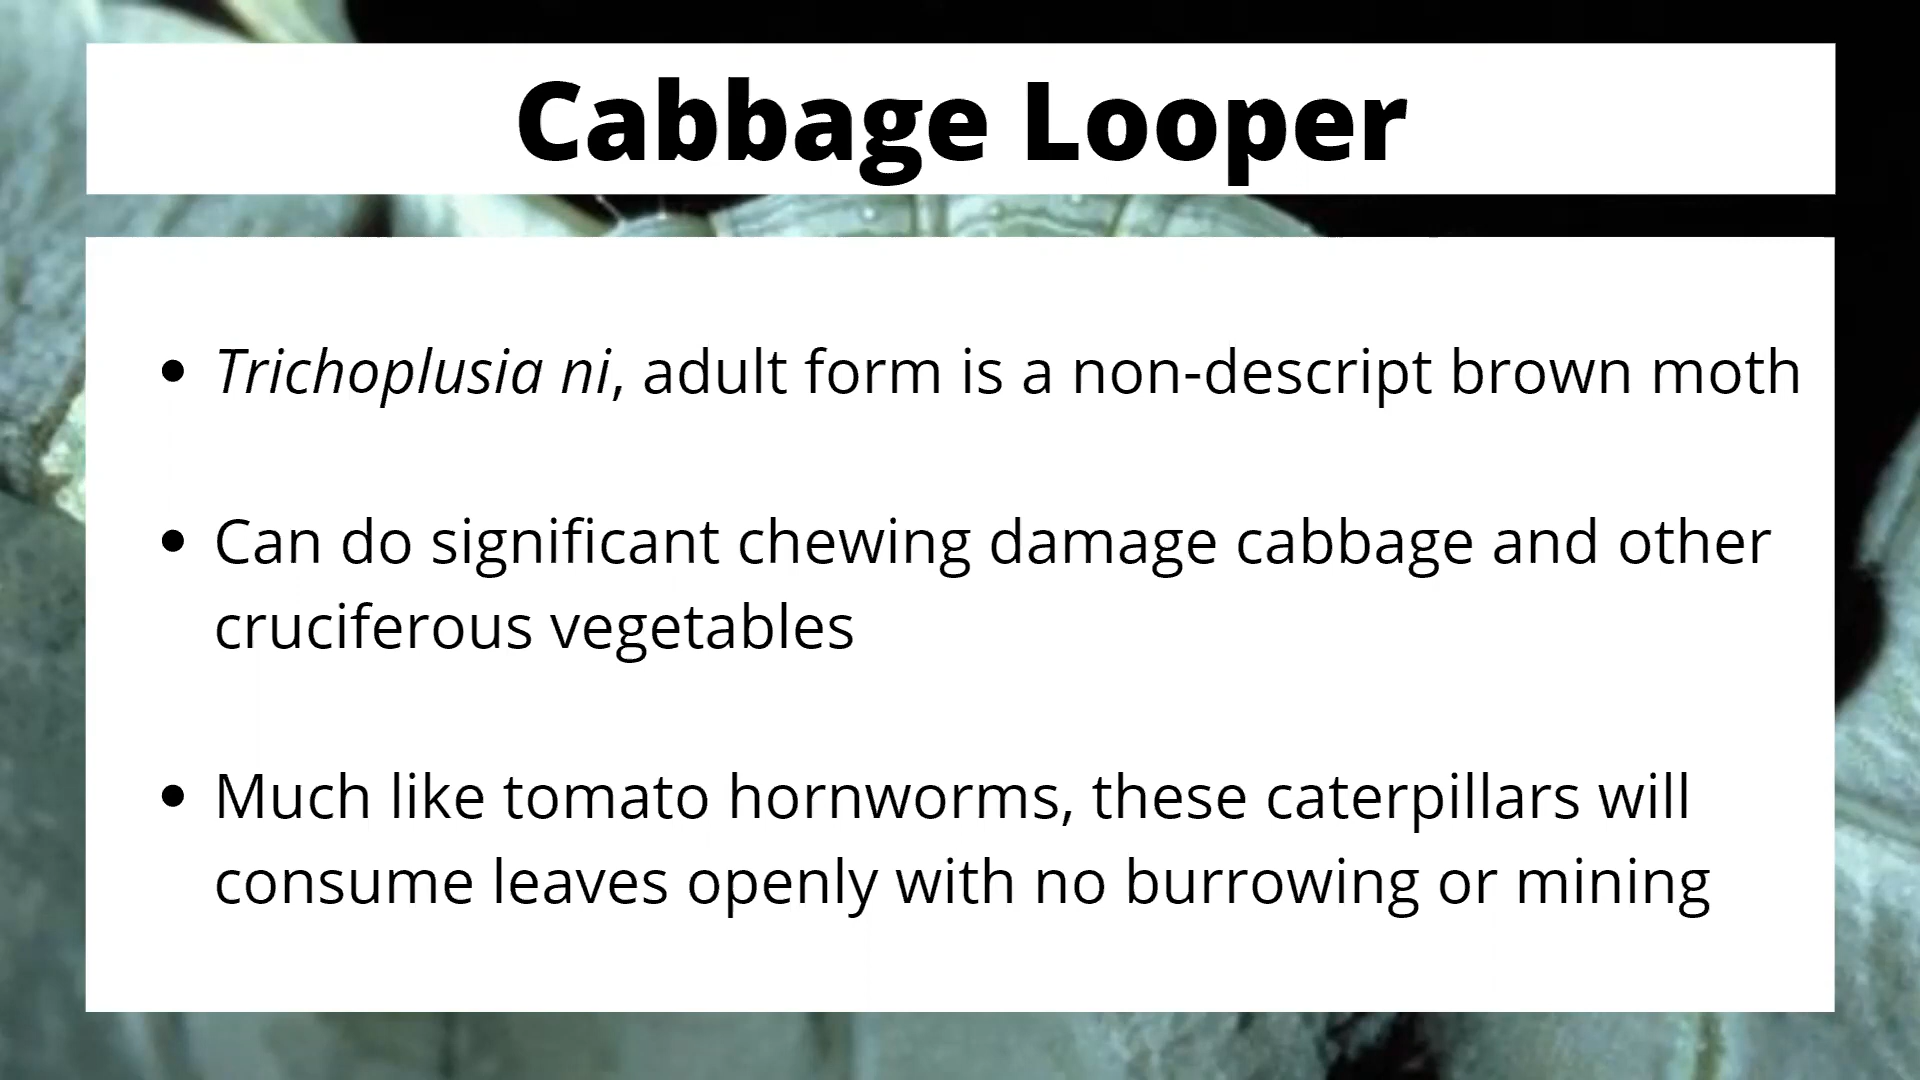 Cabbage Looper
• Trichoplusia ni, adult form is a non-descript brown moth
• Can do significant chewing damage cabbage and other
cruciferous vegetables
• Much like tomato hornworms, these caterpillars will
consume leaves openly with no burrowing or mining